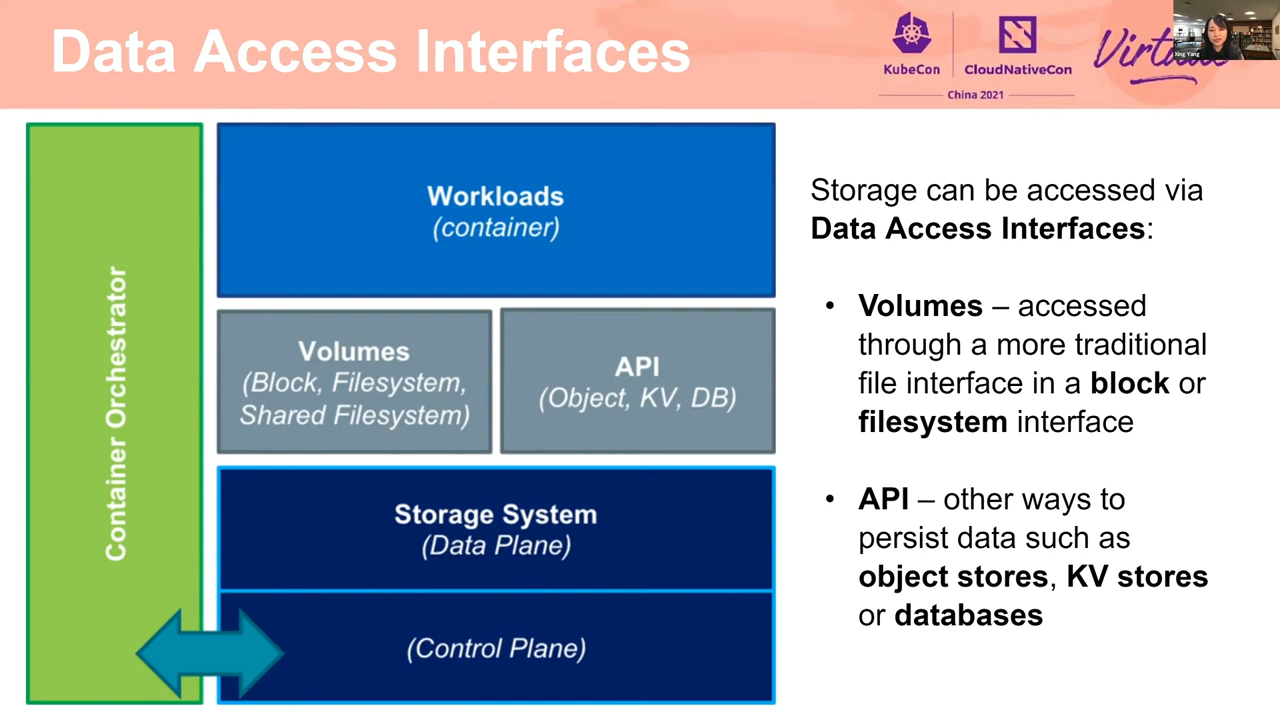 Data Access Interfaces
KubeCon
CloudNativeCon
China 2021
Virtual
Xing Yang
Container Orchestrator
Workloads
(container)
Volumes
(Block, Filesystem,
Shared Filesystem)
API
(Object, KV, DB)
Storage System
(Data Plane)
(Control Plane)
Storage can be accessed via
Data Access Interfaces:
• Volumes – accessed
through a more traditional
file interface in a block or
filesystem interface
• API – other ways to
persist data such as
object stores, KV stores
or databases